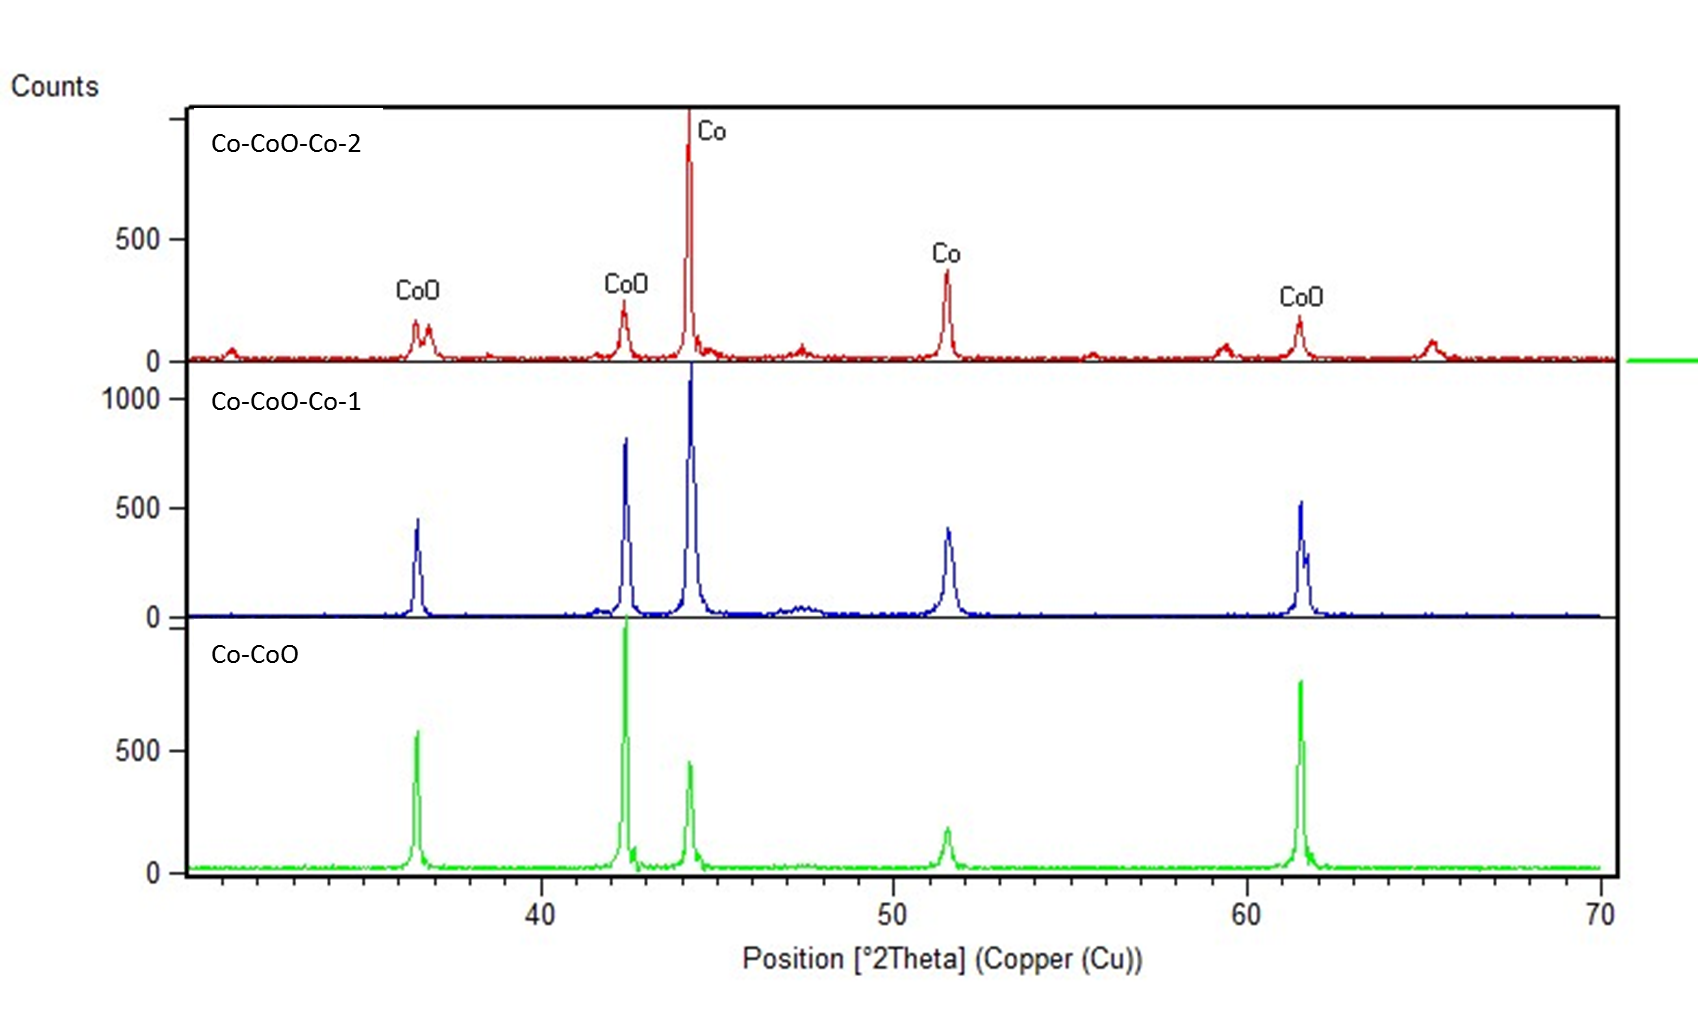 Counts
Co-CoO-Co-2
Co
500
Co
CoO
CoO
CoO
0
1000
Co-CoO-Co-1
500
0
Co-CoO
500
0
40
50
60
70
Position [°2Theta] (Copper (Cu))